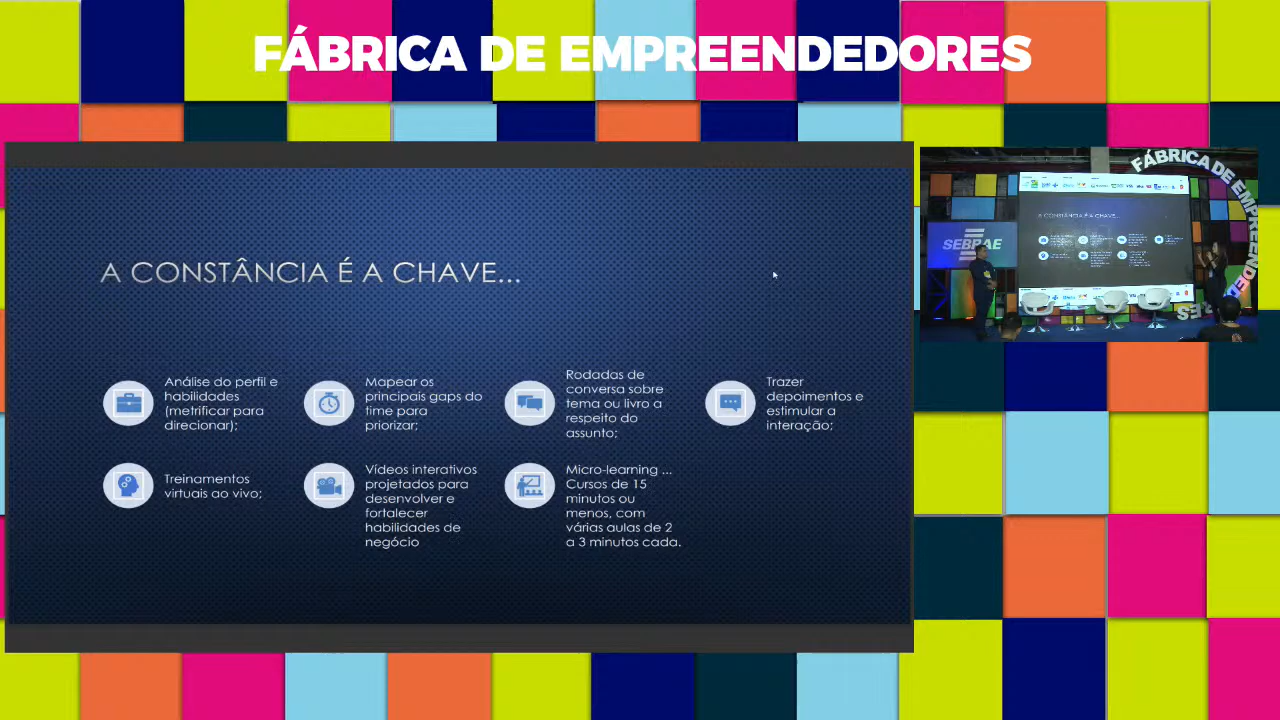 FÁBRICA DE EMPREENDEDORES
A CONSTÂNCIA É A CHAVE...
Análise do perfil e
habilidades
(metrificar para
direcionar);
Mapear os
principais gaps do
time para
priorizar;
Rodadas de
conversa sobre
tema ou livro a
respeito do
assunto;
Trazer
depoimentos e
estimular a
interação;
Treinamentos
virtuais ao vivo;
Vídeos interativos
projetados para
desenvolver e
fortalecer
habilidades de
negócio
Micro-learning ...
Cursos de 15
minutos ou
menos, com
várias aulas de 2
a 3 minutos cada.
FÁBRICA DE EMPREENDEDORES
SEBRAE
A CONSTÂNCIA É A CHAVE...